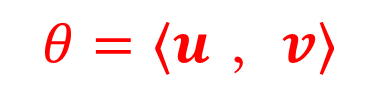 θ = ⟨u , v⟩